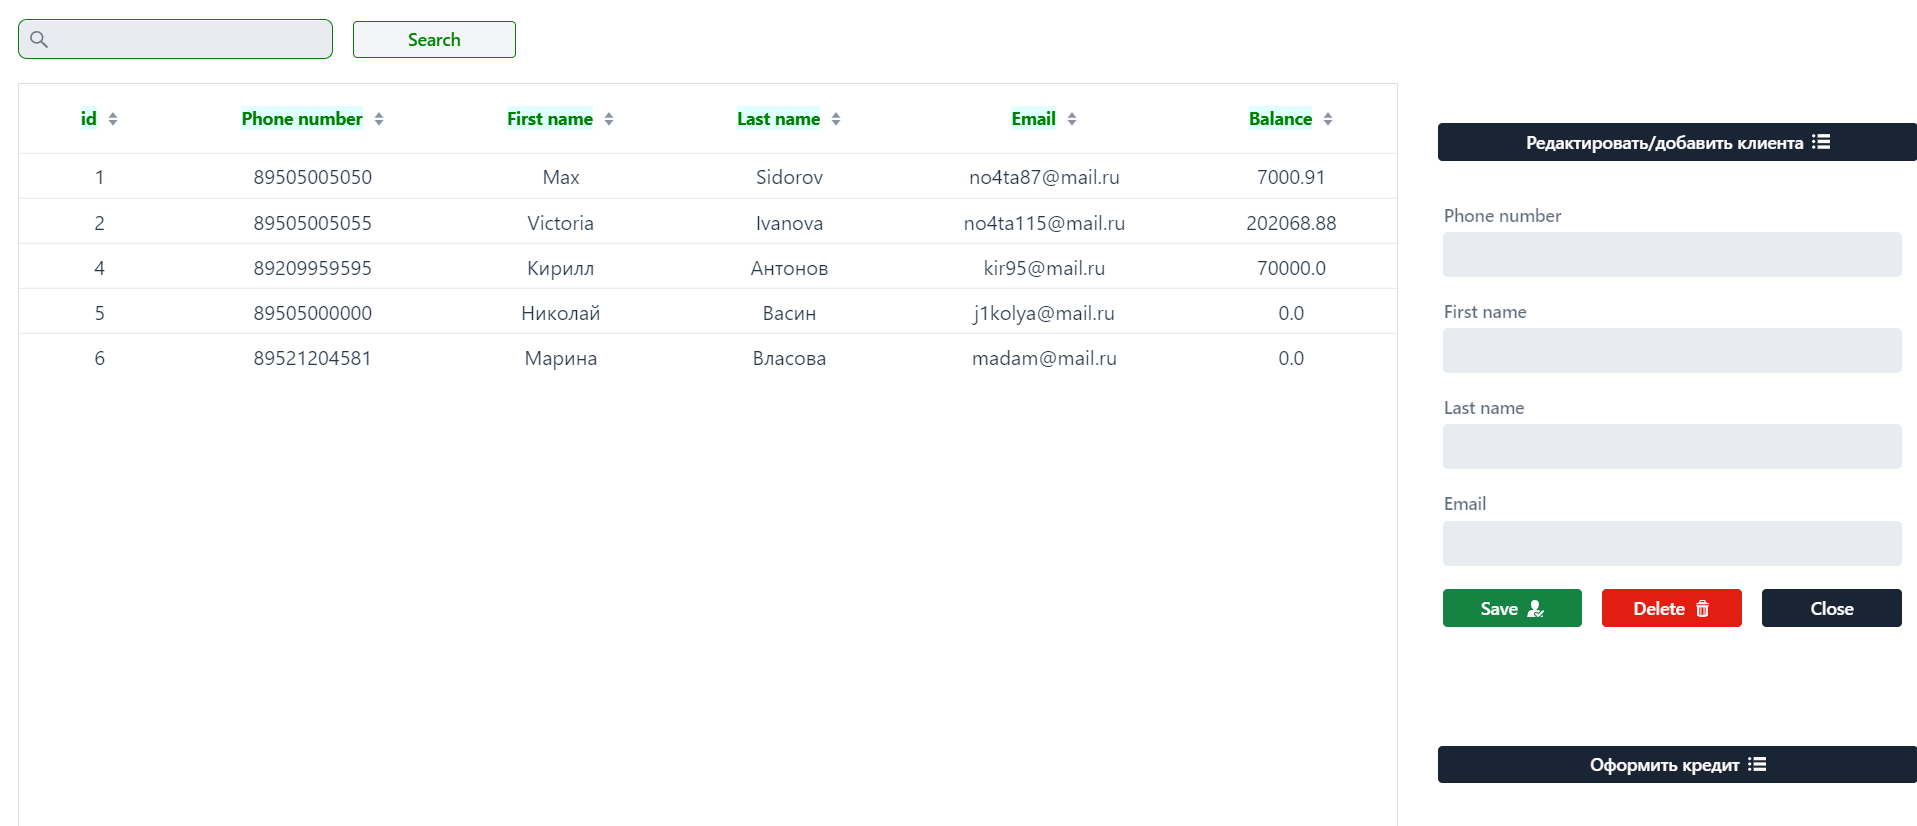 Search
id Phone number First name Last name Email Balance
1 89505005050 Max Sidorov no4ta87@mail.ru 7000.91
2 89505005055 Victoria Ivanova no4ta115@mail.ru 202068.88
4 89209959595 Кирилл Антонов kir95@mail.ru 70000.0
5 89505000000 Николай Васин j1kolya@mail.ru 0.0
6 89521204581 Марина Власова madam@mail.ru 0.0
Редактировать/добавить клиента
Phone number
First name
Last name
Email
Save Delete Close
Оформить кредит